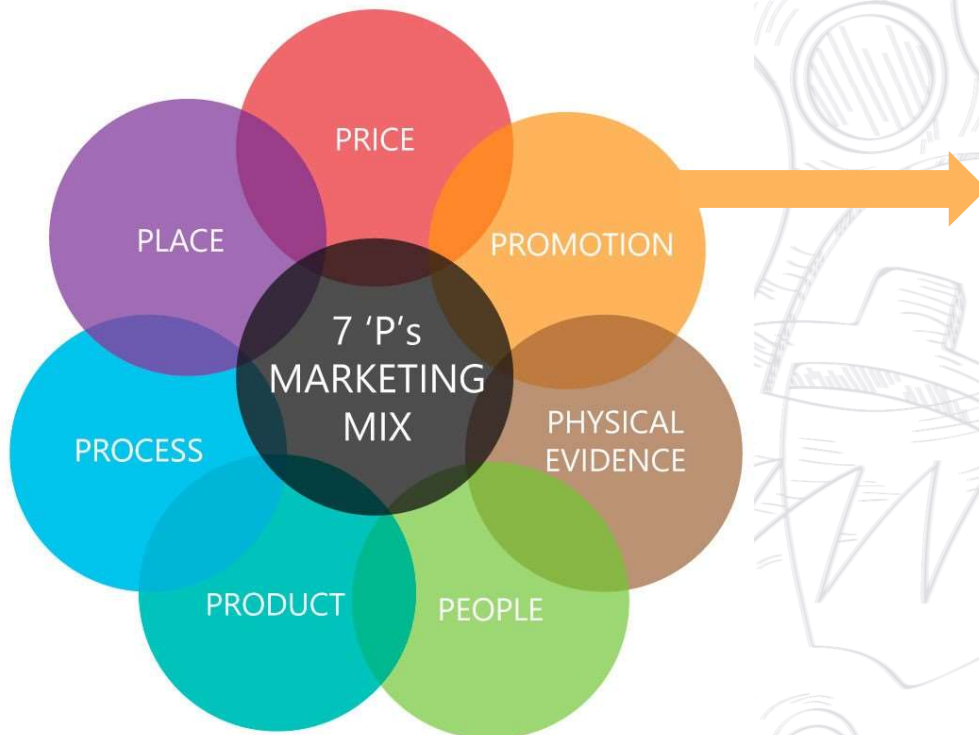 PRICE
PROMOTION
PLACE
7 ‘P’s
MARKETING
MIX
PHYSICAL
EVIDENCE
PROCESS
PRODUCT
PEOPLE